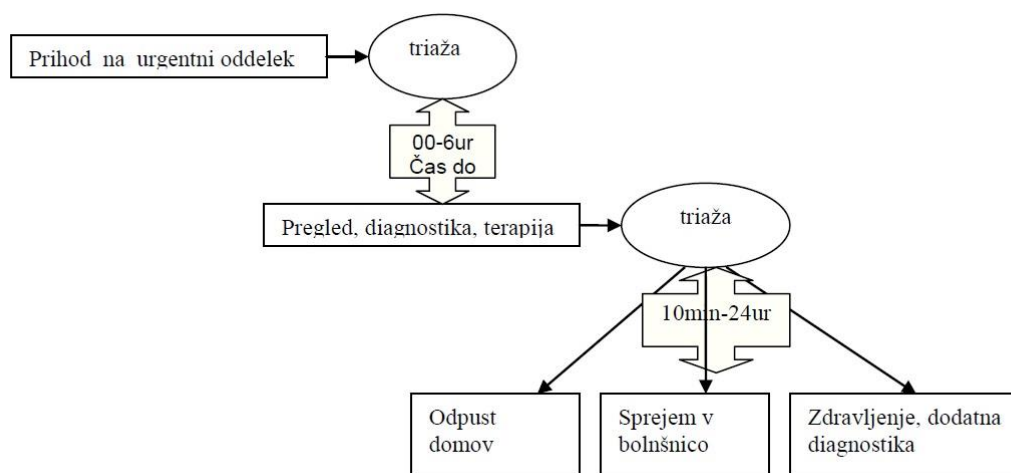 Prihod na urgentni oddelek
triaža
00-6ur
Čas do
Pregled, diagnostika, terapija
triaža
10min-24ur
Odpust
domov
Sprejem v
bolnšnico
Zdravljenje, dodatna
diagnostika